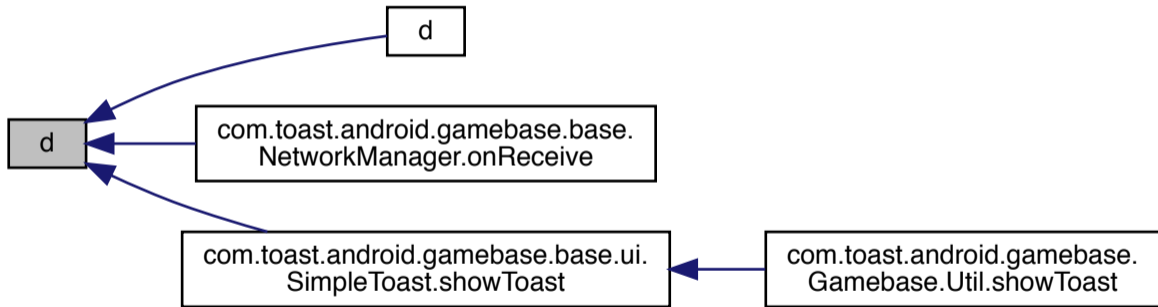 d
d
com.toast.android.gamebase.base.
NetworkManager.onReceive
com.toast.android.gamebase.base.ui.
SimpleToast.showToast
com.toast.android.gamebase.
Gamebase.Util.showToast